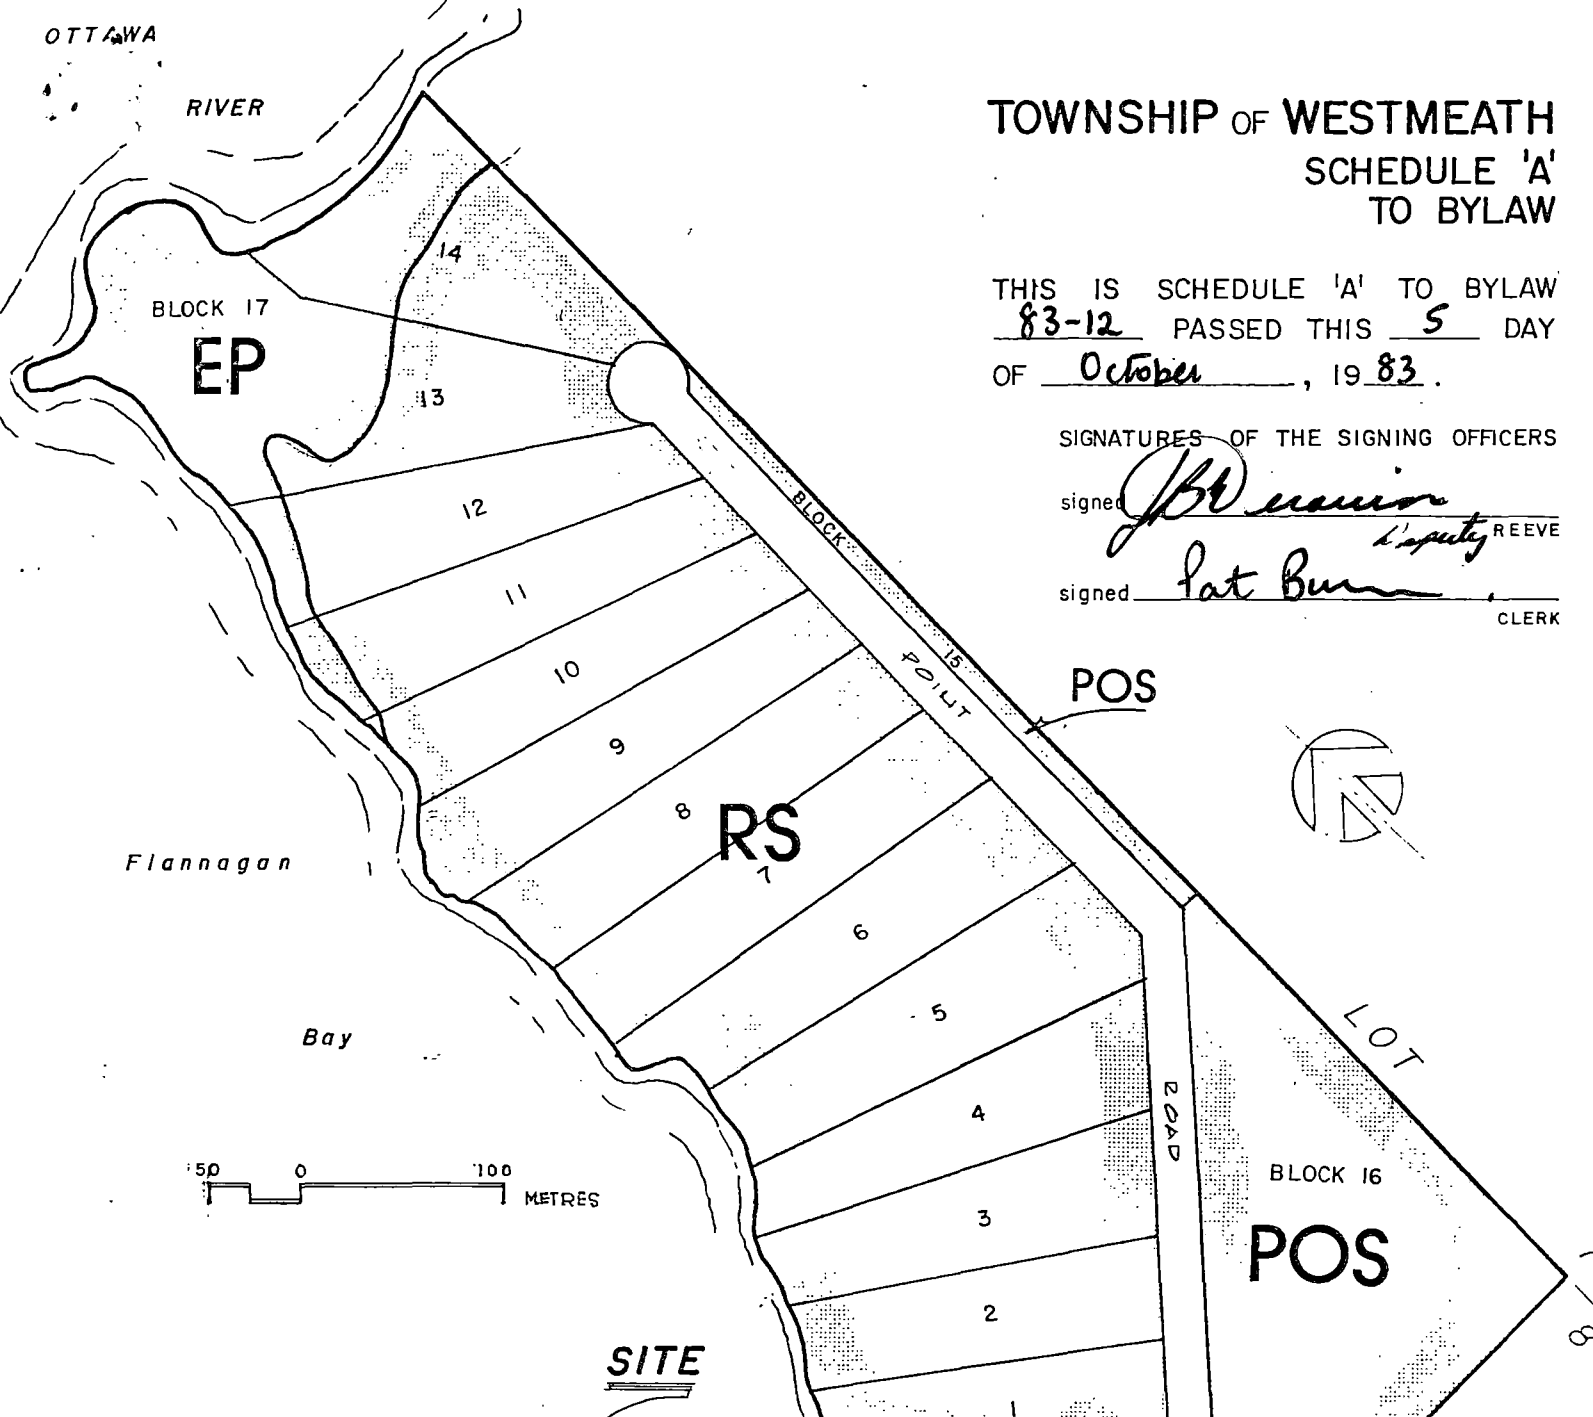 OTTAWA
RIVER
TOWNSHIP OF WESTMEATH
SCHEDULE 'A'
TO BYLAW
THIS IS SCHEDULE 'A' TO BYLAW
83-12 PASSED THIS 5 DAY
OF October, 1983.
SIGNATURES OF THE SIGNING OFFICERS
signed
Deputy REEVE
signed Pat Burn
CLERK
14
BLOCK 17
EP
13
12
BLOCK
11
15
10
POINT
POS
9
8
RS
7
Flannagan
6
5
LOT
Bay
4
ROAD
50 0 100
METRES
BLOCK 16
3
POS
2
8
SITE
1